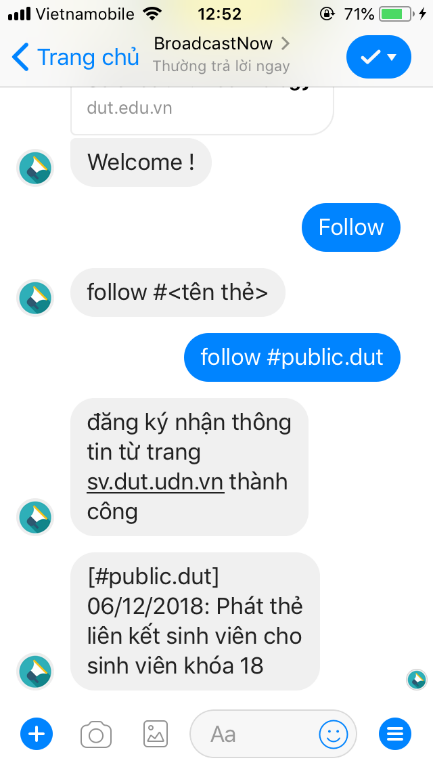 Vietnamobile 12:52 71%
Trang chủ
BroadcastNow
Thường trả lời ngay
dut.edu.vn
Welcome !
Follow
follow #<tên thẻ>
follow #public.dut
đăng ký nhận thông
tin từ trang
sv.dut.udn.vn thành
công
[#public.dut]
06/12/2018: Phát thẻ
liên kết sinh viên cho
sinh viên khóa 18
Aa